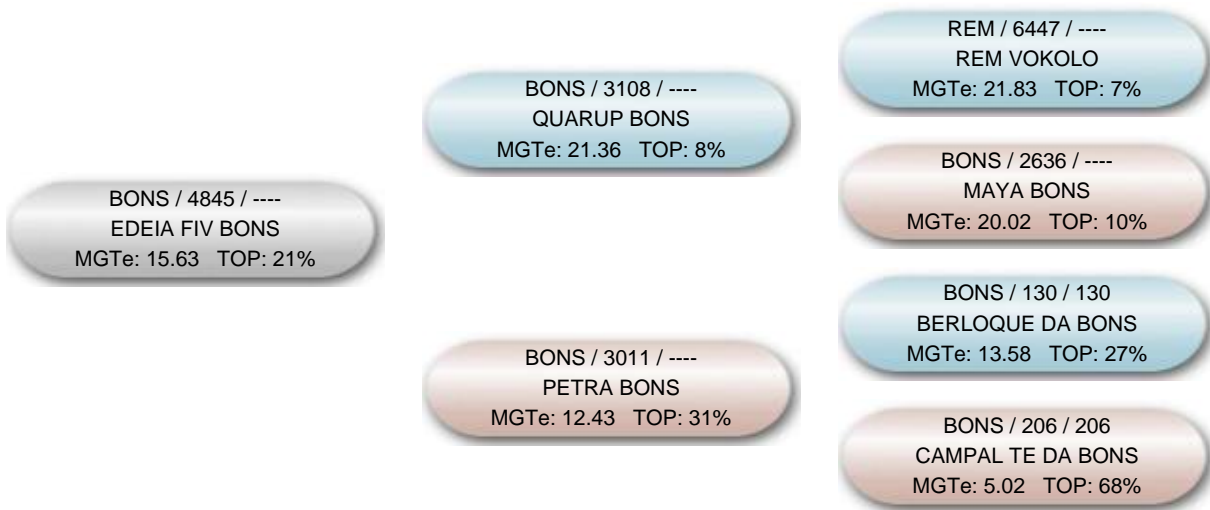 BONS / 4845 / ----
EDEIA FIV BONS
MGTe: 15.63 TOP: 21%
BONS / 3108 / ----
QUARUP BONS
MGTe: 21.36 TOP: 8%
BONS / 3011 / ----
PETRA BONS
MGTe: 12.43 TOP: 31%
REM / 6447 / ----
REM VOKOLO
MGTe: 21.83 TOP: 7%
BONS / 2636 / ----
MAYA BONS
MGTe: 20.02 TOP: 10%
BONS / 130 / 130
BERLOQUE DA BONS
MGTe: 13.58 TOP: 27%
BONS / 206 / 206
CAMPAL TE DA BONS
MGTe: 5.02 TOP: 68%